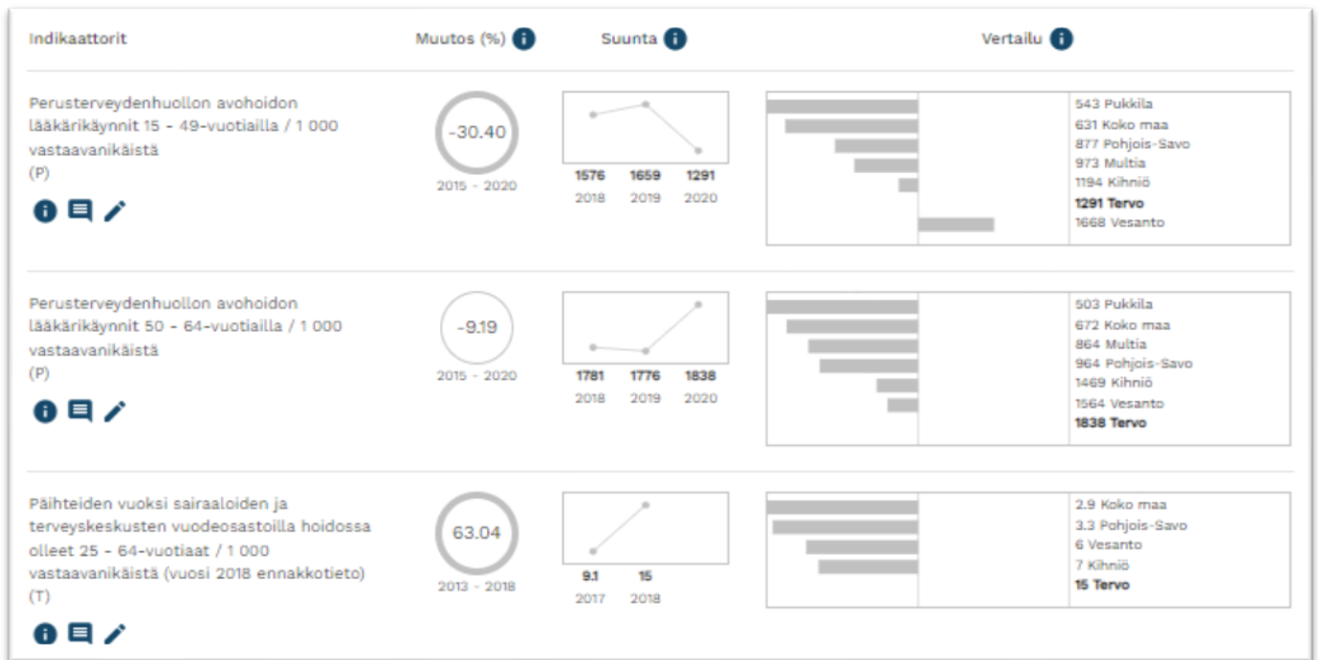 Indikaattorit Muutos (%) Suunta Vertailu
Perusterveydenhuollon avohoidon
lääkärikäynnit 15 - 49-vuotiailla / 1 000
vastaavanikäistä
(P)
-30.40
2015 - 2020
1576 1659 1291
2018 2019 2020
543 Pukkila
631 Koko maa
877 Pohjois-Savo
973 Multia
1194 Kihniö
1291 Tervo
1668 Vesanto
Perusterveydenhuollon avohoidon
lääkärikäynnit 50 - 64-vuotiailla / 1 000
vastaavanikäistä
(P)
-9.19
2015 - 2020
1781 1776 1838
2018 2019 2020
503 Pukkila
672 Koko maa
864 Multia
964 Pohjois-Savo
1469 Kihniö
1564 Vesanto
1838 Tervo
Päihteiden vuoksi sairaaloiden ja
terveyskeskusten vuodeosastoilla hoidossa
olleet 25 - 64-vuotiaat / 1 000
vastaavanikäistä (vuosi 2018 ennakkotieto)
(T)
63.04
2013 - 2018
9.1 15
2017 2018
2.9 Koko maa
3.3 Pohjois-Savo
6 Vesanto
7 Kihniö
15 Tervo